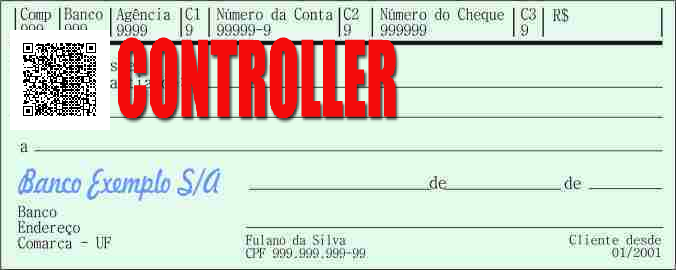 Comp Banco Agência C1 Número da Conta C2 Número do Cheque C3 R$
999 999 9999 9 99999-9 9 999999 9
CONTROLLER
a
Banco Exemplo S/A
de de
Banco
Endereço
Comarca - UF
Fulano da Silva
CPF 999.999.999-99
Cliente desde
01/2001